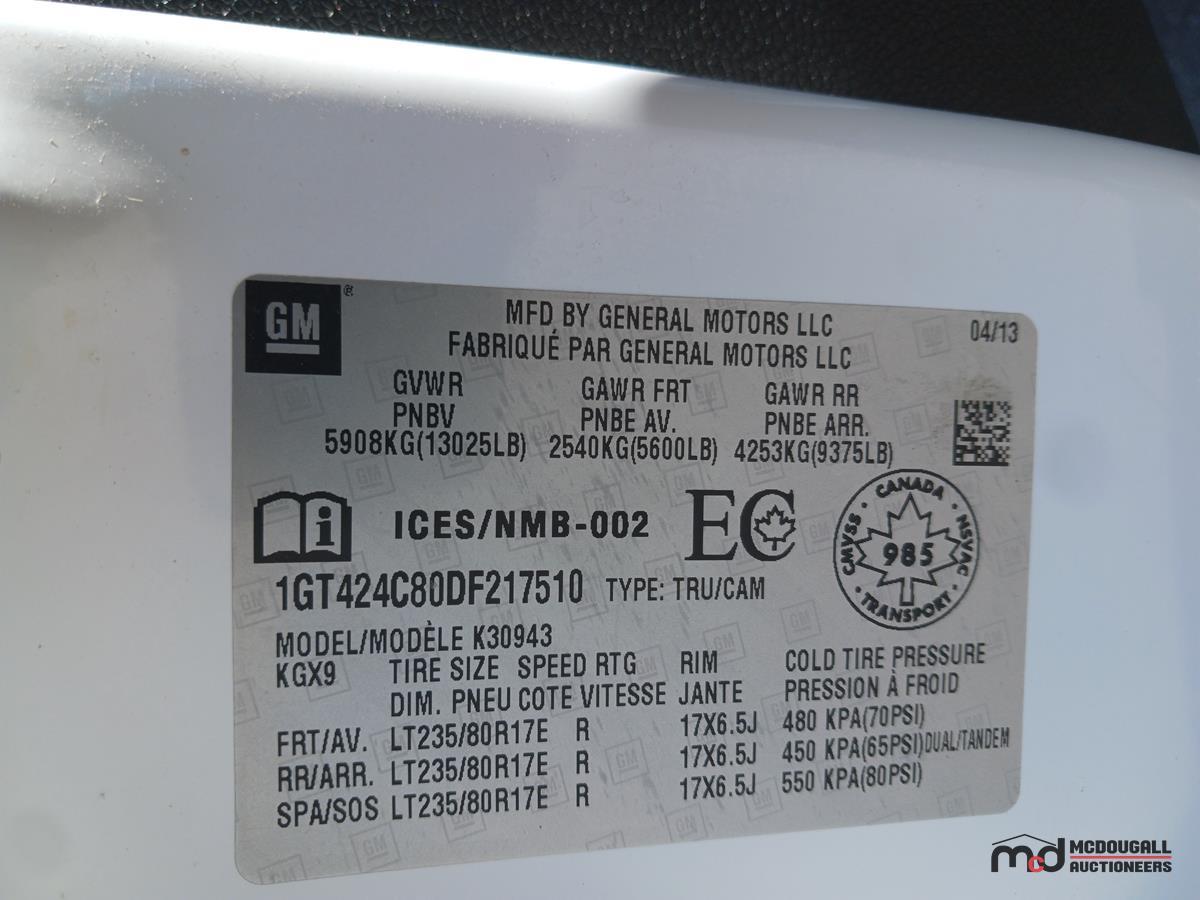 GM ®
MFD BY GENERAL MOTORS LLC 04/13
FABRIQUÉ PAR GENERAL MOTORS LLC
GVWR GAWR FRT GAWR RR
PNBV PNBE AV. PNBE ARR.
5908KG(13025LB) 2540KG(5600LB) 4253KG(9375LB)
i ICES/NMB-002 EC
CANADA
CMVSS 985 NSVAC
TRANSPORT
1GT424C80DF217510 TYPE: TRU/CAM
MODEL/MODÈLE K30943
KGX9 TIRE SIZE SPEED RTG RIM COLD TIRE PRESSURE
DIM. PNEU COTE VITESSE JANTE PRESSION À FROID
FRT/AV. LT235/80R17E R 17X6.5J 480 KPA(70PSI)
RR/ARR. LT235/80R17E R 17X6.5J 450 KPA(65PSI)DUAL/TANDEM
SPA/SOS LT235/80R17E R 17X6.5J 550 KPA(80PSI)
mcd MCDOUGALL
AUCTIONEERS